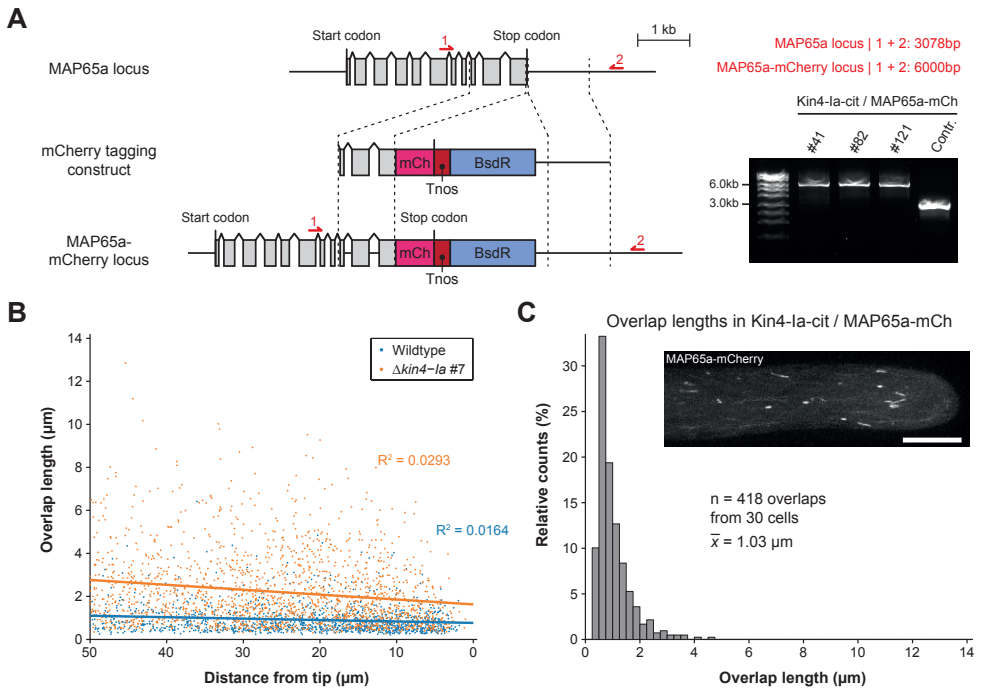 A
Start codon
Stop codon
1 kb
1
2
MAP65a locus
MAP65a locus | 1 + 2: 3078bp
MAP65a-mCherry locus | 1 + 2: 6000bp
Kin4-Ia-cit / MAP65a-mCh
#41
#82
#121
Contr.
6.0kb
3.0kb
mCherry tagging
construct
mCh
BsdR
Tnos
Start codon
Stop codon
1
2
MAP65a-
mCherry locus
mCh
BsdR
Tnos
B
Wildtype
Δkin4−Ia #7
R² = 0.0293
R² = 0.0164
Overlap length (µm)
14
12
10
8
6
4
2
0
50
40
30
20
10
0
Distance from tip (µm)
C
Overlap lengths in Kin4-Ia-cit / MAP65a-mCh
MAP65a-mCherry
n = 418 overlaps
from 30 cells
x̅ = 1.03 µm
Relative counts (%)
30
25
20
15
10
5
0
0
2
4
6
8
10
12
14
Overlap length (µm)